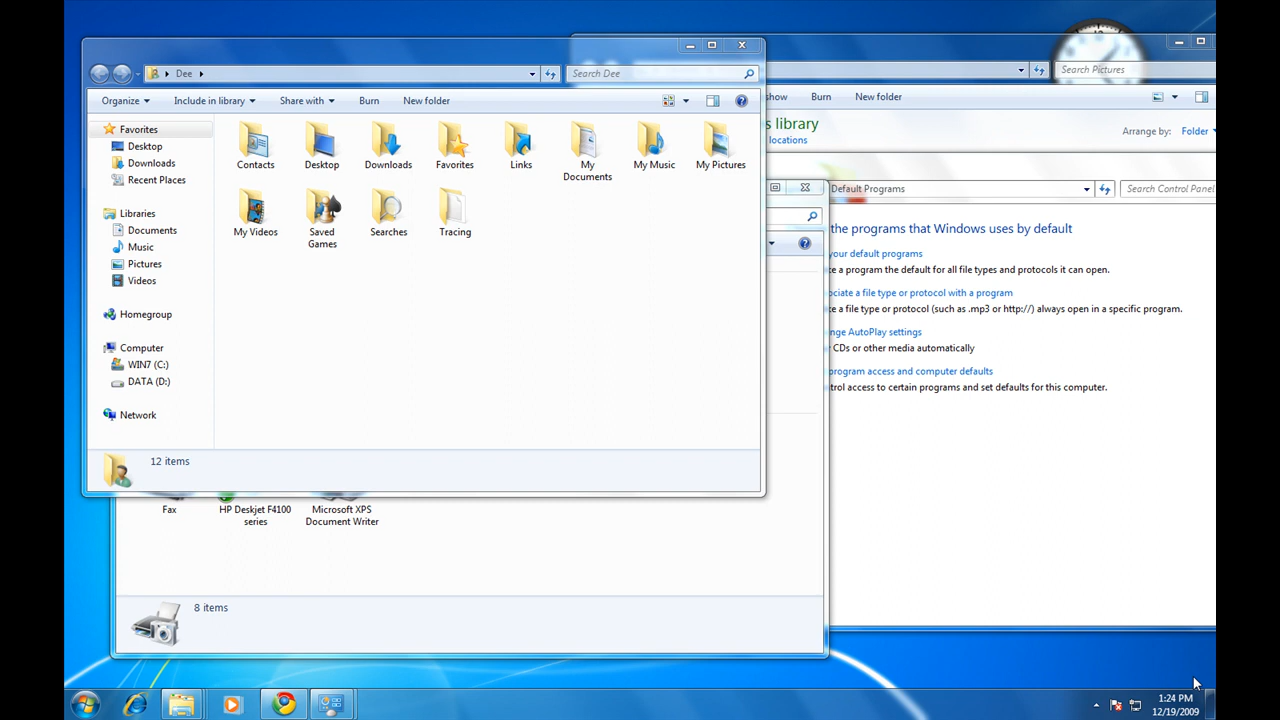 Dee
Search Dee
Search Pictures
Organize
Include in library
Share with
Burn
New folder
show
Burn
New folder
s library
locations
Arrange by:
Folder
Favorites
Desktop
Downloads
Recent Places
Libraries
Documents
Music
Pictures
Videos
Homegroup
Computer
WIN7 (C:)
DATA (D:)
Network
Contacts
Desktop
Downloads
Favorites
Links
My
Documents
My Music
My Pictures
My Videos
Saved
Games
Searches
Tracing
12 items
Default Programs
Search Control Panel
the programs that Windows uses by default
your default programs
e a program the default for all file types and protocols it can open.
ciate a file type or protocol with a program
e a file type or protocol (such as .mp3 or http://) always open in a specific program.
nge AutoPlay settings
CDs or other media automatically
program access and computer defaults
trol access to certain programs and set defaults for this computer.
Fax
HP Deskjet F4100
series
Microsoft XPS
Document Writer
8 items
1:24 PM
12/19/2009